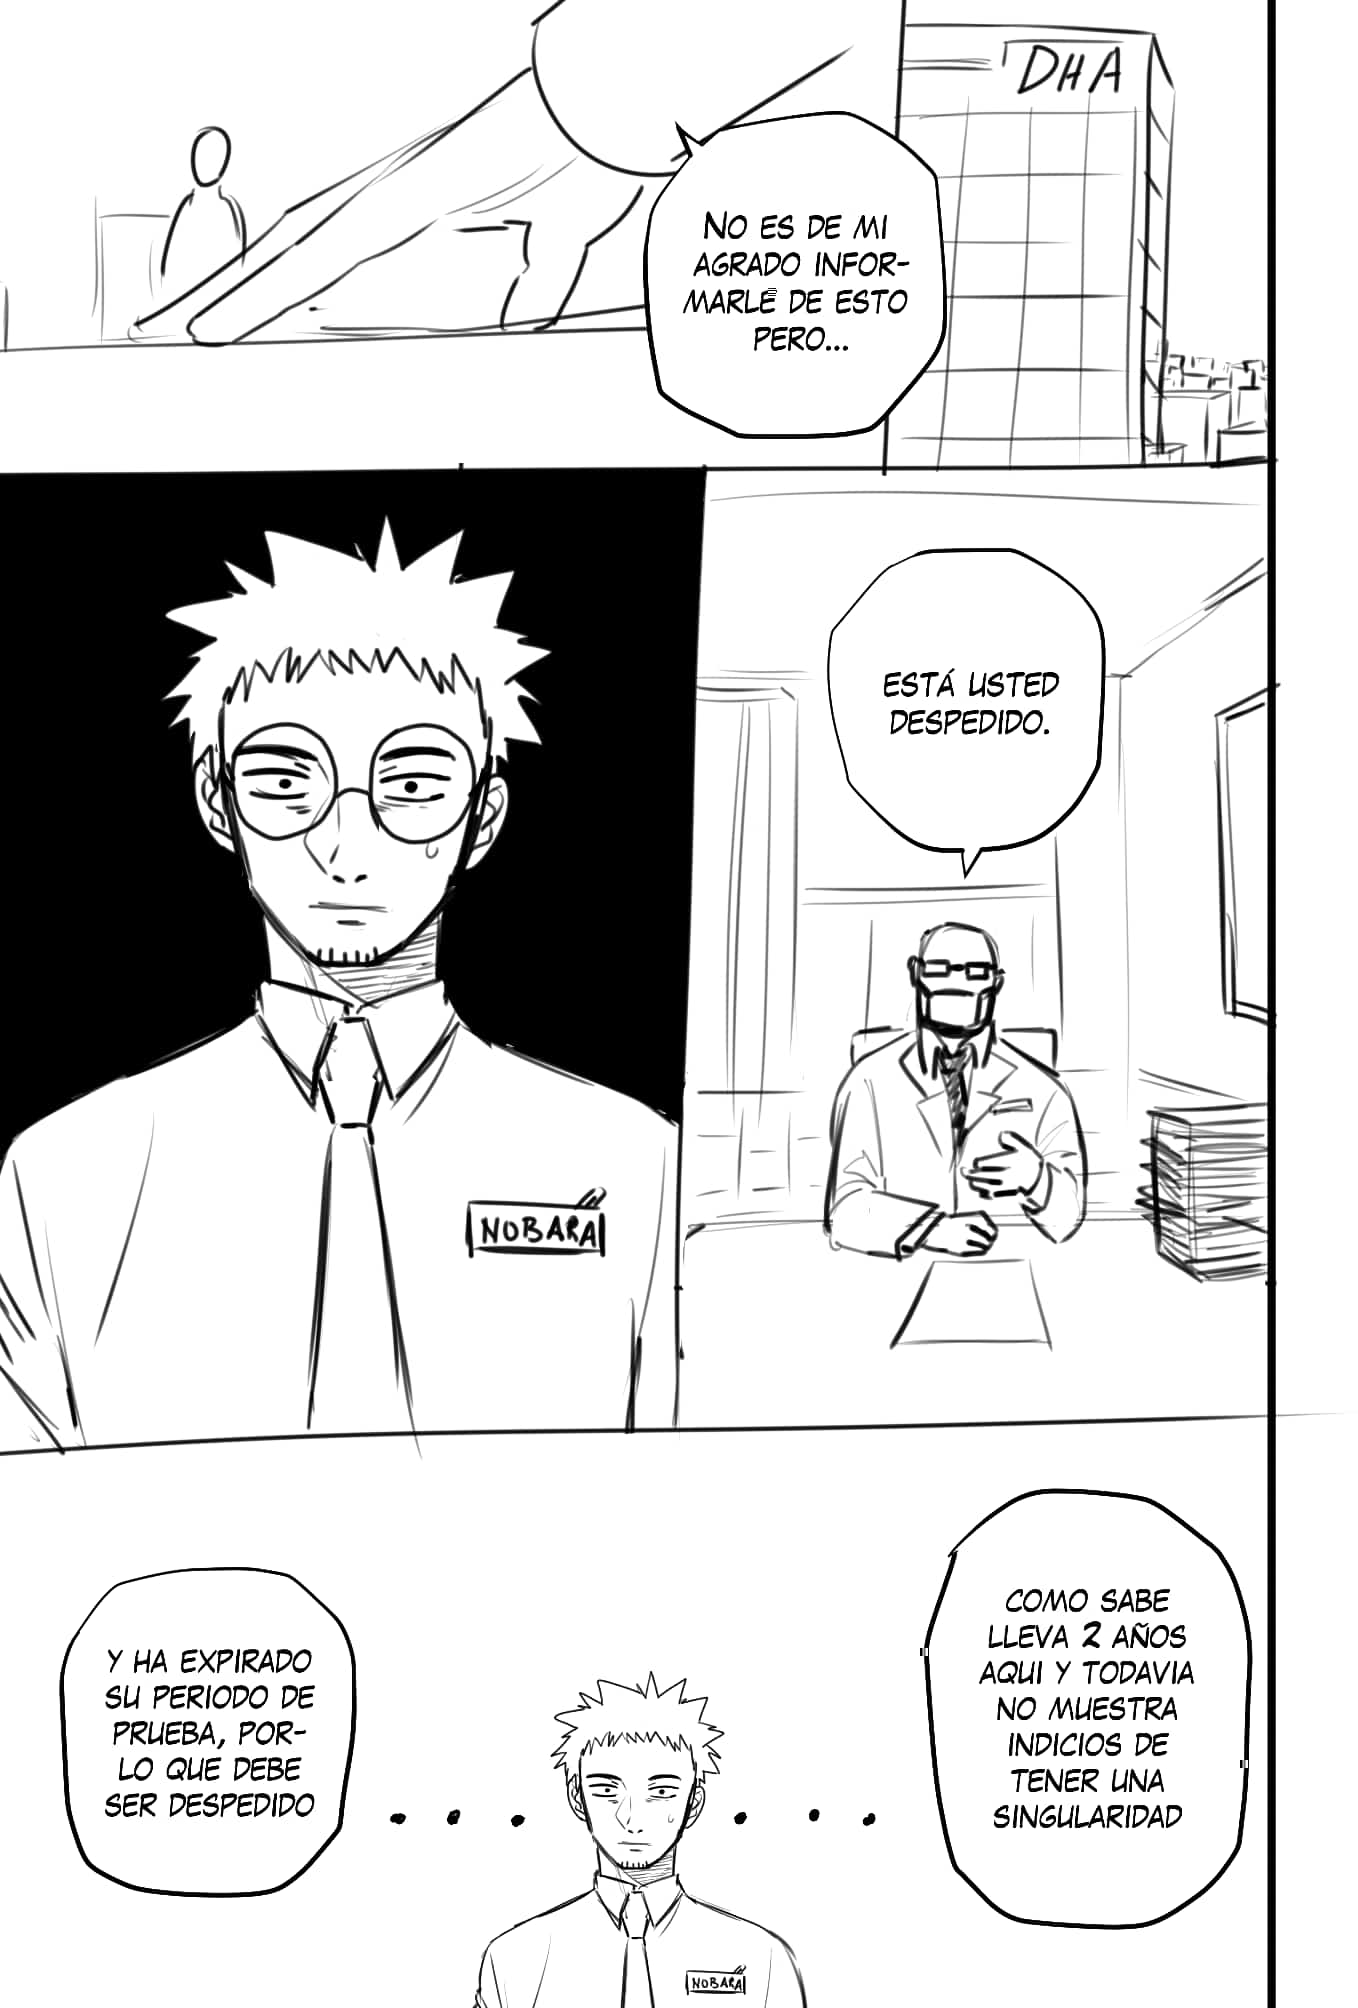 DHA
NO ES DE MI
AGRADO INFOR-
MARLE DE ESTO
PERO...
ESTÁ USTED
DESPEDIDO.
NOBARA
COMO SABE
LLEVA 2 AÑOS
AQUI Y TODAVIA
NO MUESTRA
INDICIOS DE
TENER UNA
SINGULARIDAD
Y HA EXPIRADO
SU PERIODO DE
PRUEBA, POR-
LO QUE DEBE
SER DESPEDIDO
NOBARA